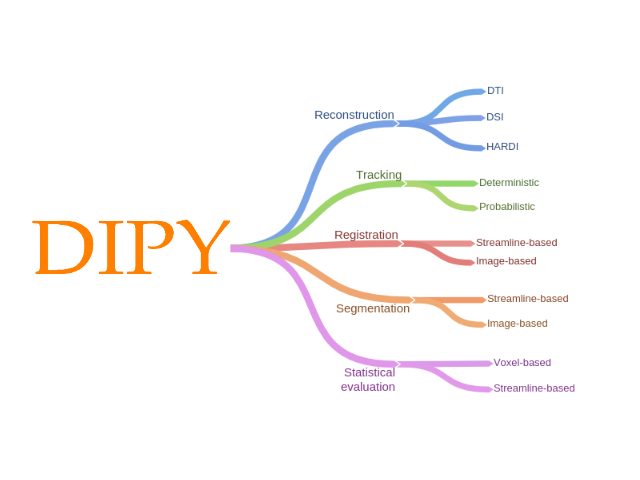 DIPY
Reconstruction
DTI
DSI
HARDI
Tracking
Deterministic
Probabilistic
Registration
Streamline-based
Image-based
Segmentation
Streamline-based
Image-based
Statistical
evaluation
Voxel-based
Streamline-based